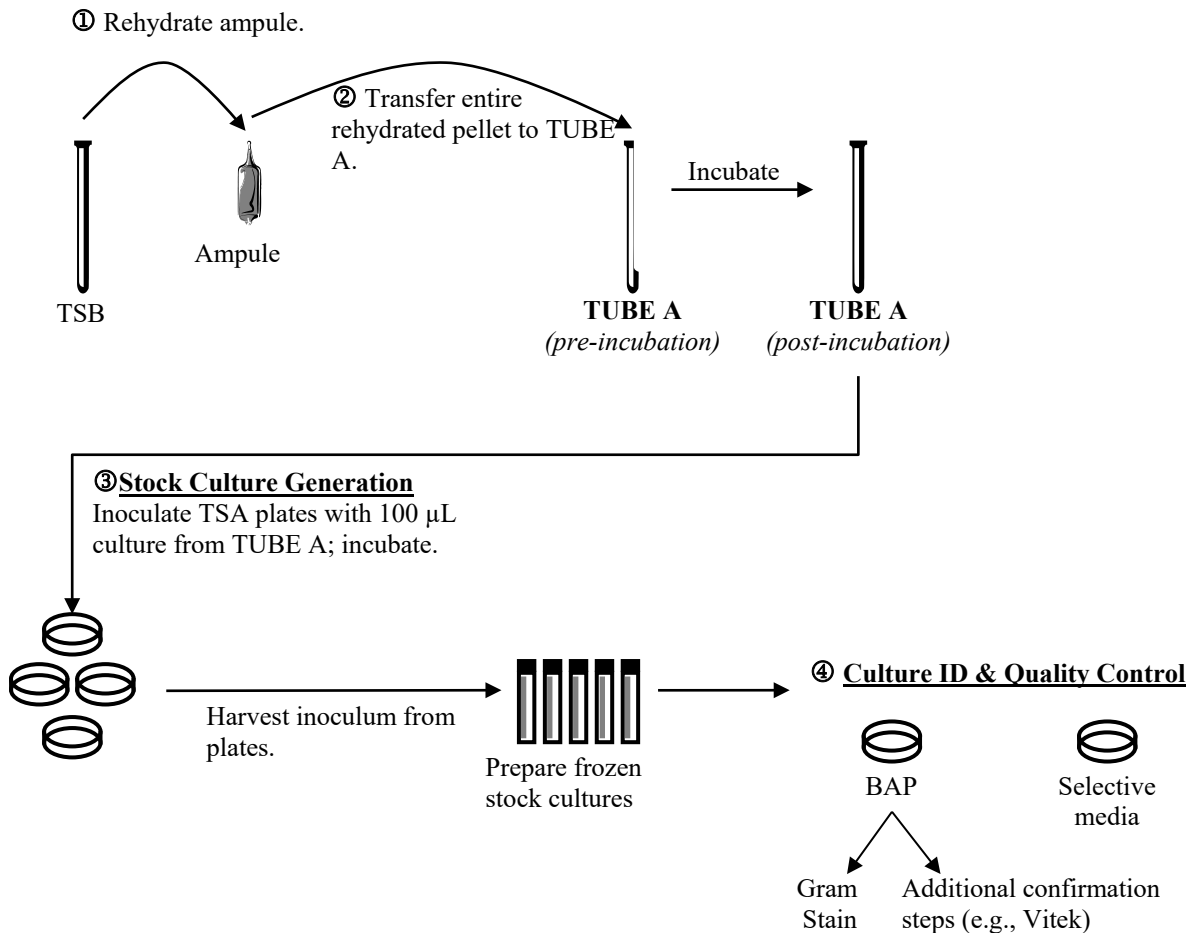 ① Rehydrate ampule.
② Transfer entire
rehydrated pellet to TUBE
A.
Incubate
Ampule
TSB
TUBE A
(pre-incubation)
TUBE A
(post-incubation)
③Stock Culture Generation
Inoculate TSA plates with 100 µL
culture from TUBE A; incubate.
Harvest inoculum from
plates.
Prepare frozen
stock cultures
④ Culture ID & Quality Control
BAP
Selective
media
Gram
Stain
Additional confirmation
steps (e.g., Vitek)